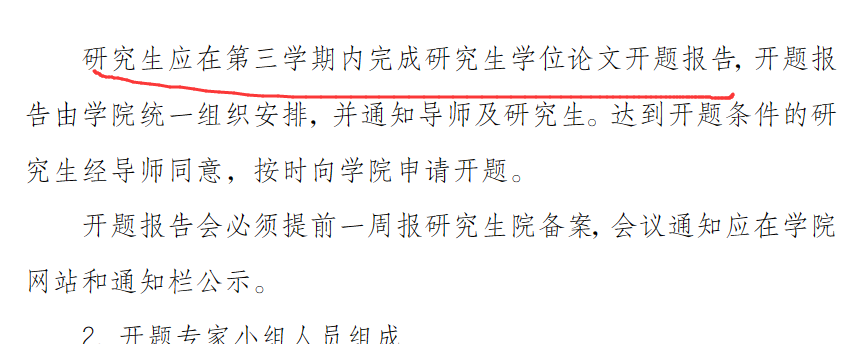 研究生应在第三学期内完成研究生学位论文开题报告，开题报
告由学院统一组织安排，并通知导师及研究生。达到开题条件的研
究生经导师同意，按时向学院申请开题。
开题报告会必须提前一周报研究生院备案，会议通知应在学院
网站和通知栏公示。
2. 开题专家小组人员组成